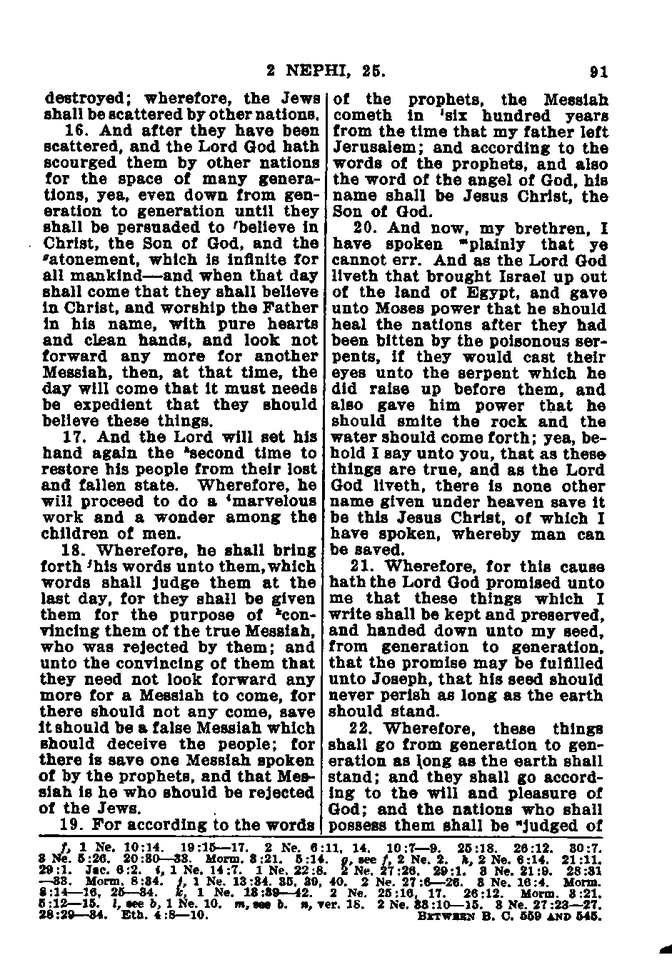 2 NEPHI, 25.
91
destroyed; wherefore, the Jews
shall be scattered by other nations.
16. And after they have been
scattered, and the Lord God hath
scourged them by other nations
for the space of many genera-
tions, yea, even down from gen-
eration to generation until they
shall be persuaded to fbelieve in
Christ, the Son of God, and the
gatonement, which is infinite for
all mankind—and when that day
shall come that they shall believe
in Christ, and worship the Father
in his name, with pure hearts
and clean hands, and look not
forward any more for another
Messiah, then, at that time, the
day will come that it must needs
be expedient that they should
believe these things.
17. And the Lord will set his
hand again the hsecond time to
restore his people from their lost
and fallen state. Wherefore, he
will proceed to do a imarvelous
work and a wonder among the
children of men.
18. Wherefore, he shall bring
forth jhis words unto them, which
words shall judge them at the
last day, for they shall be given
them for the purpose of kcon-
vincing them of the true Messiah,
who was rejected by them; and
unto the convincing of them that
they need not look forward any
more for a Messiah to come, for
there should not any come, save
it should be a false Messiah which
should deceive the people; for
there is save one Messiah spoken
of by the prophets, and that Mes-
siah is he who should be rejected
of the Jews.
19. For according to the words
of the prophets, the Messiah
cometh in lsix hundred years
from the time that my father left
Jerusalem; and according to the
words of the prophets, and also
the word of the angel of God, his
name shall be Jesus Christ, the
Son of God.
20. And now, my brethren, I
have spoken mplainly that ye
cannot err. And as the Lord God
liveth that brought Israel up out
of the land of Egypt, and gave
unto Moses power that he should
heal the nations after they had
been bitten by the poisonous ser-
pents, if they would cast their
eyes unto the serpent which he
did raise up before them, and
also gave him power that he
should smite the rock and the
water should come forth; yea, be-
hold I say unto you, that as these
things are true, and as the Lord
God liveth, there is none other
name given under heaven save it
be this Jesus Christ, of which I
have spoken, whereby man can
be saved.
21. Wherefore, for this cause
hath the Lord God promised unto
me that these things which I
write shall be kept and preserved,
and handed down unto my seed,
from generation to generation,
that the promise may be fulfilled
unto Joseph, that his seed should
never perish as long as the earth
should stand.
22. Wherefore, these things
shall go from generation to gen-
eration as long as the earth shall
stand; and they shall go accord-
ing to the will and pleasure of
God; and the nations who shall
possess them shall be njudged of
f, 1 Ne. 10:14. 19:15—17. 2 Ne. 6:11, 14. 10:7—9. 25:18. 26:12. 30:7.
3 Ne. 5:26. 20:30—33. Morm. 3:21. 5:14. g, see f, 2 Ne. 2. h, 2 Ne. 6:14. 21:11.
29:1. Jac. 6:2. i, 1 Ne. 14:7. 1 Ne. 22:8. 2 Ne. 27:26. 29:1. 3 Ne. 21:9. 28:31
—33. Morm. 8:34. j, 1 Ne. 13:34, 35, 39, 40. 2 Ne. 27:6—26. 3 Ne. 16:4. Morm.
8:14—16, 25—34. k, 1 Ne. 13:39—42. 2 Ne. 25:16, 17. 26:12. Morm. 3:21.
5:12—15. l, see b, 1 Ne. 10. m, see b. n, ver. 18. 2 Ne. 33:10—15. 3 Ne. 27:23—27.
28:29—34. Eth. 4:8—10.
BETWEEN B. C. 559 AND 545.